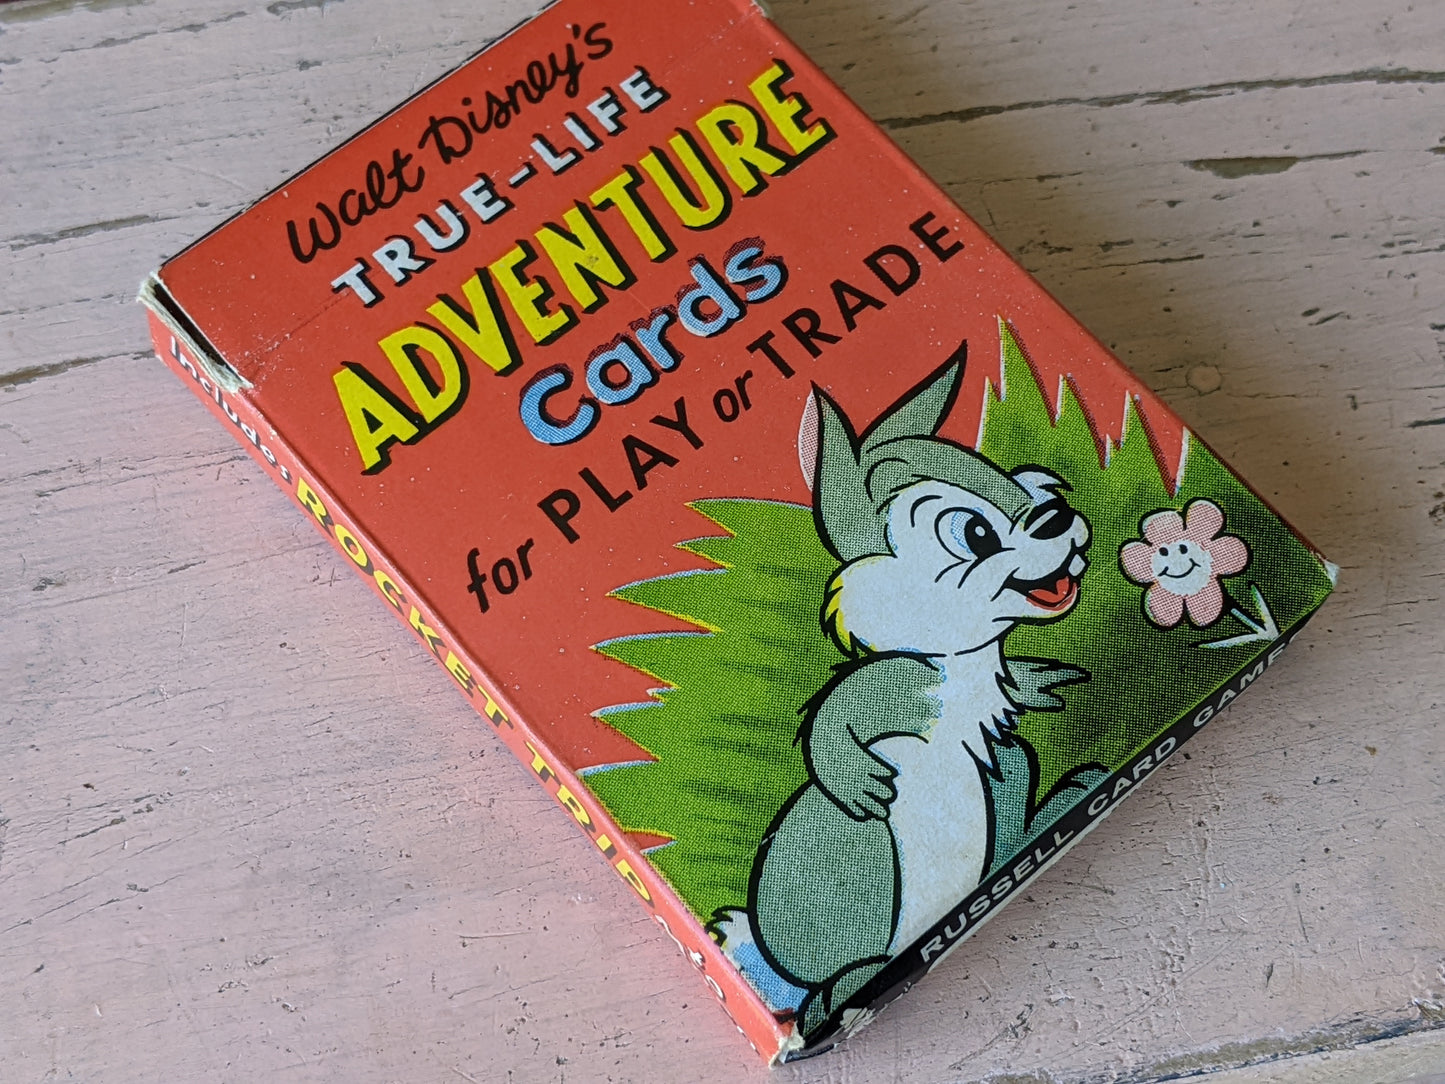 Walt Disney's
TRUE-LIFE
ADVENTURE
Cards
for PLAY or TRADE
Includes ROCKET TRIP
RUSSELL CARD GAME